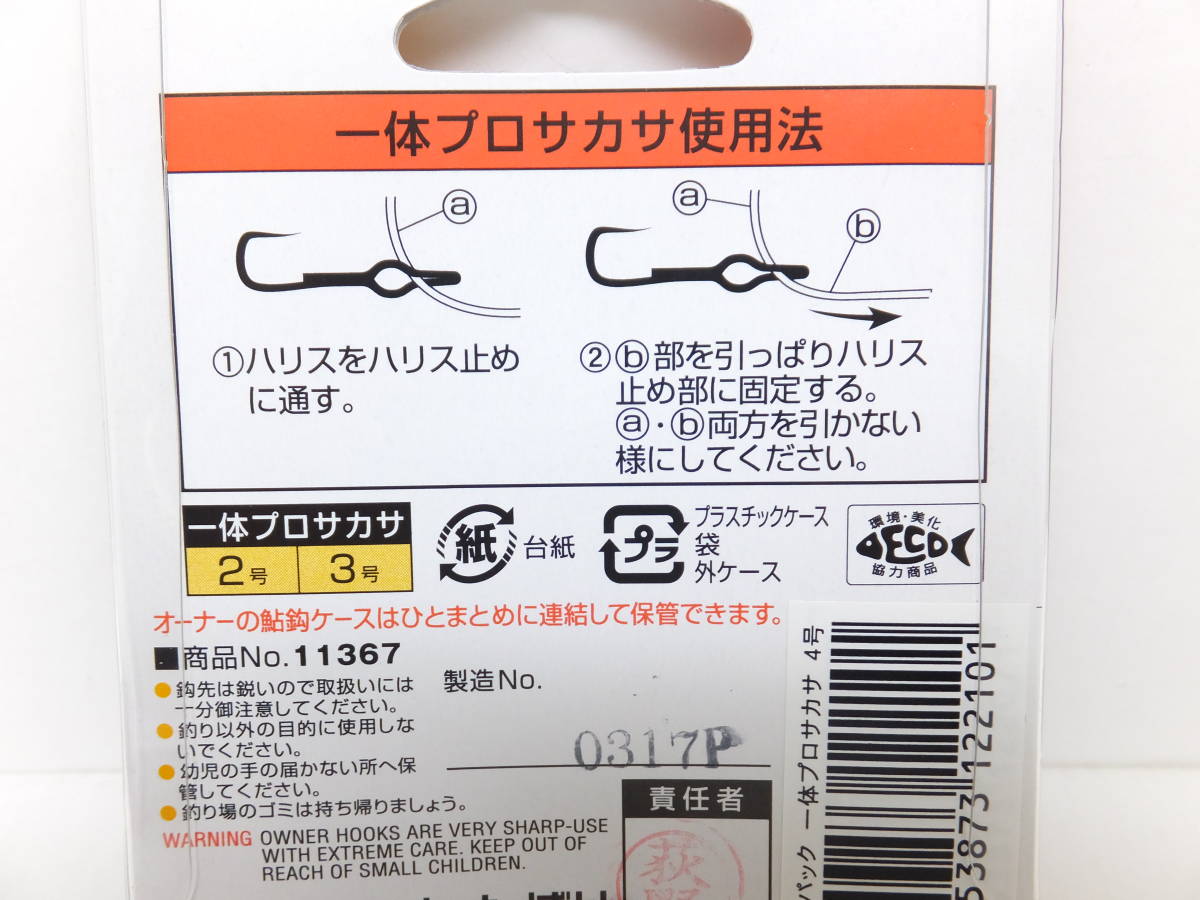 一体プロサカサ使用法
ⓐ
ⓐ
ⓑ
①ハリスをハリス止め
に通す。
②ⓑ部を引っぱりハリス
止め部に固定する。
ⓐ・ⓑ両方を引かない
様にしてください。
一体プロサカサ
2号 3号
紙 台紙
プラ
プラスチックケース
袋
外ケース
環境・美化
ECO
協力商品
オーナーの鮎鈎ケースはひとまとめに連結して保管できます。
■商品No.11367
●鈎先は鋭いので取扱いには
十分御注意してください。
●釣り以外の目的に使用しな
いでください。
●幼児の手の届かない所へ保
管してください。
●釣り場のゴミは持ち帰りましょう。
製造No.
0317P
責任者
WARNING OWNER HOOKS ARE VERY SHARP-USE
WITH EXTREME CARE. KEEP OUT OF
REACH OF SMALL CHILDREN.
パック 一体プロサカサ 4号
538873 122101